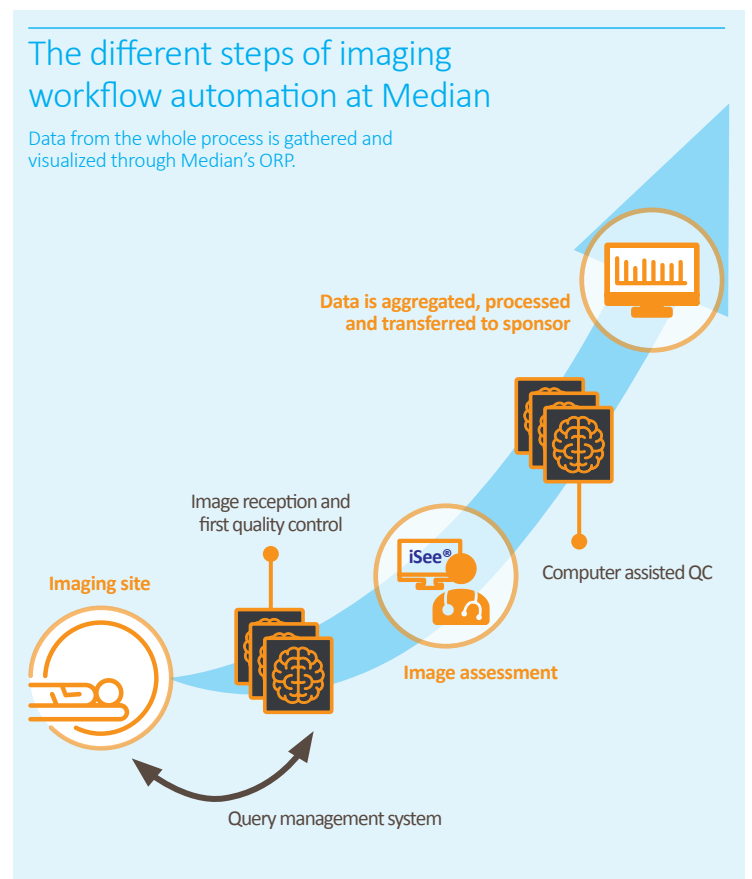 The different steps of imaging
workflow automation at Median
Data from the whole process is gathered and
visualized through Median's ORP.
Data is aggregated, processed
and transferred to sponsor
Image reception and
first quality control
iSee®
Computer assisted QC
Imaging site
Image assessment
Query management system